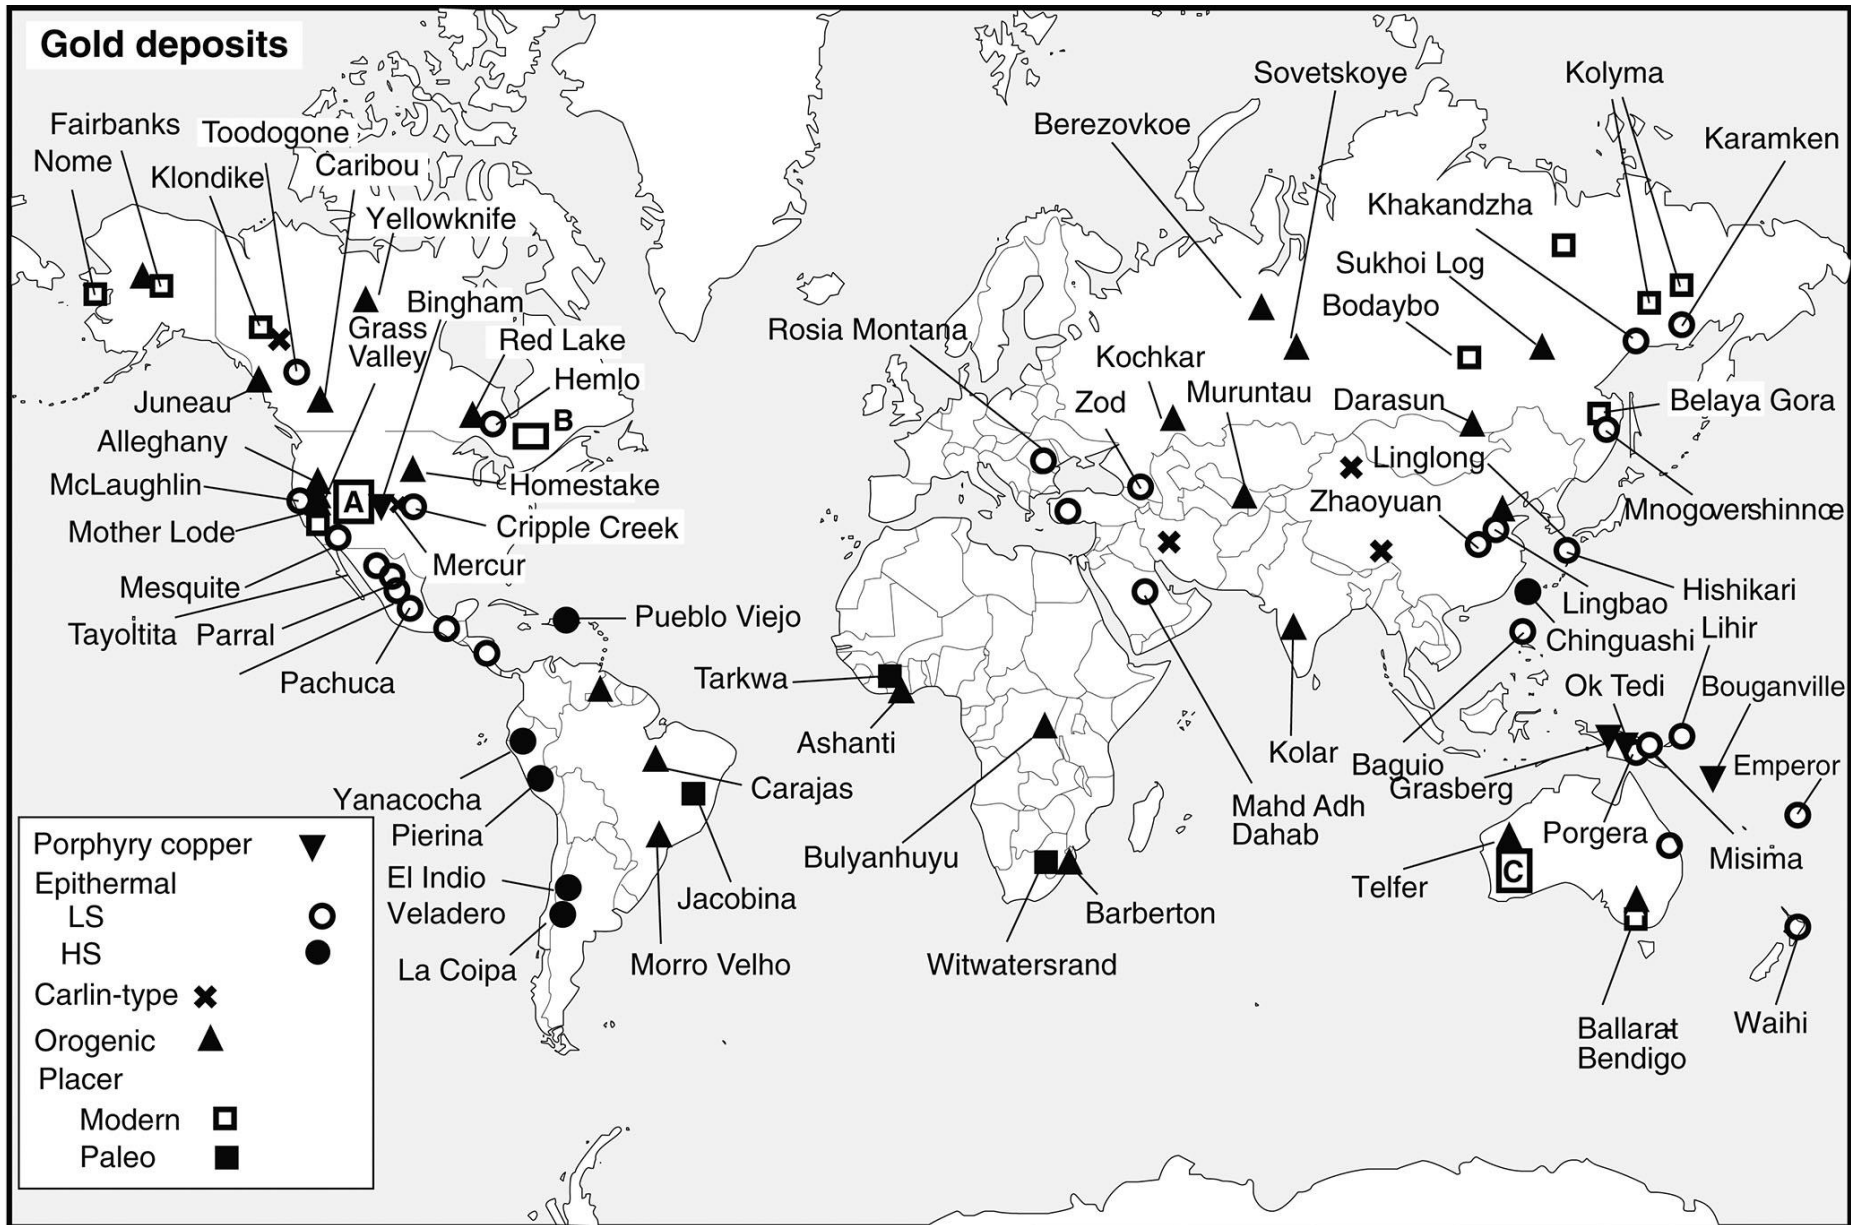 Gold deposits
Sovetskoye
Kolyma
Fairbanks
Toodogone
Berezovkoe
Karamken
Nome
Klondike
Caribou
Yellowknife
Khakandzha
Sukhoi Log
Bodaybo
Bingham
Grass
Valley
Red Lake
Rosia Montana
Kochkar
Hemlo
Zod
Muruntau
Darasun
Belaya Gora
Juneau
B
Alleghany
Linglong
McLaughlin
A
Homestake
Zhaoyuan
Mnogovershinnœ
Mother Lode
Cripple Creek
Mercur
Mesquite
Hishikari
Lingbao
Tayoltita
Parral
Pueblo Viejo
Chinguashi
Lihir
Pachuca
Tarkwa
Ok Tedi
Bouganville
Ashanti
Kolar
Baguio
Grasberg
Emperor
Yanacocha
Carajas
Mahd Adh
Dahab
Pierina
Porgera
Misima
Bulyanhuyu
El Indio
Veladero
Jacobina
Telfer
C
Barberton
La Coipa
Morro Velho
Witwatersrand
Ballarat
Bendigo
Waihi
Porphyry copper
Epithermal
LS
HS
Carlin-type
Orogenic
Placer
Modern
Paleo